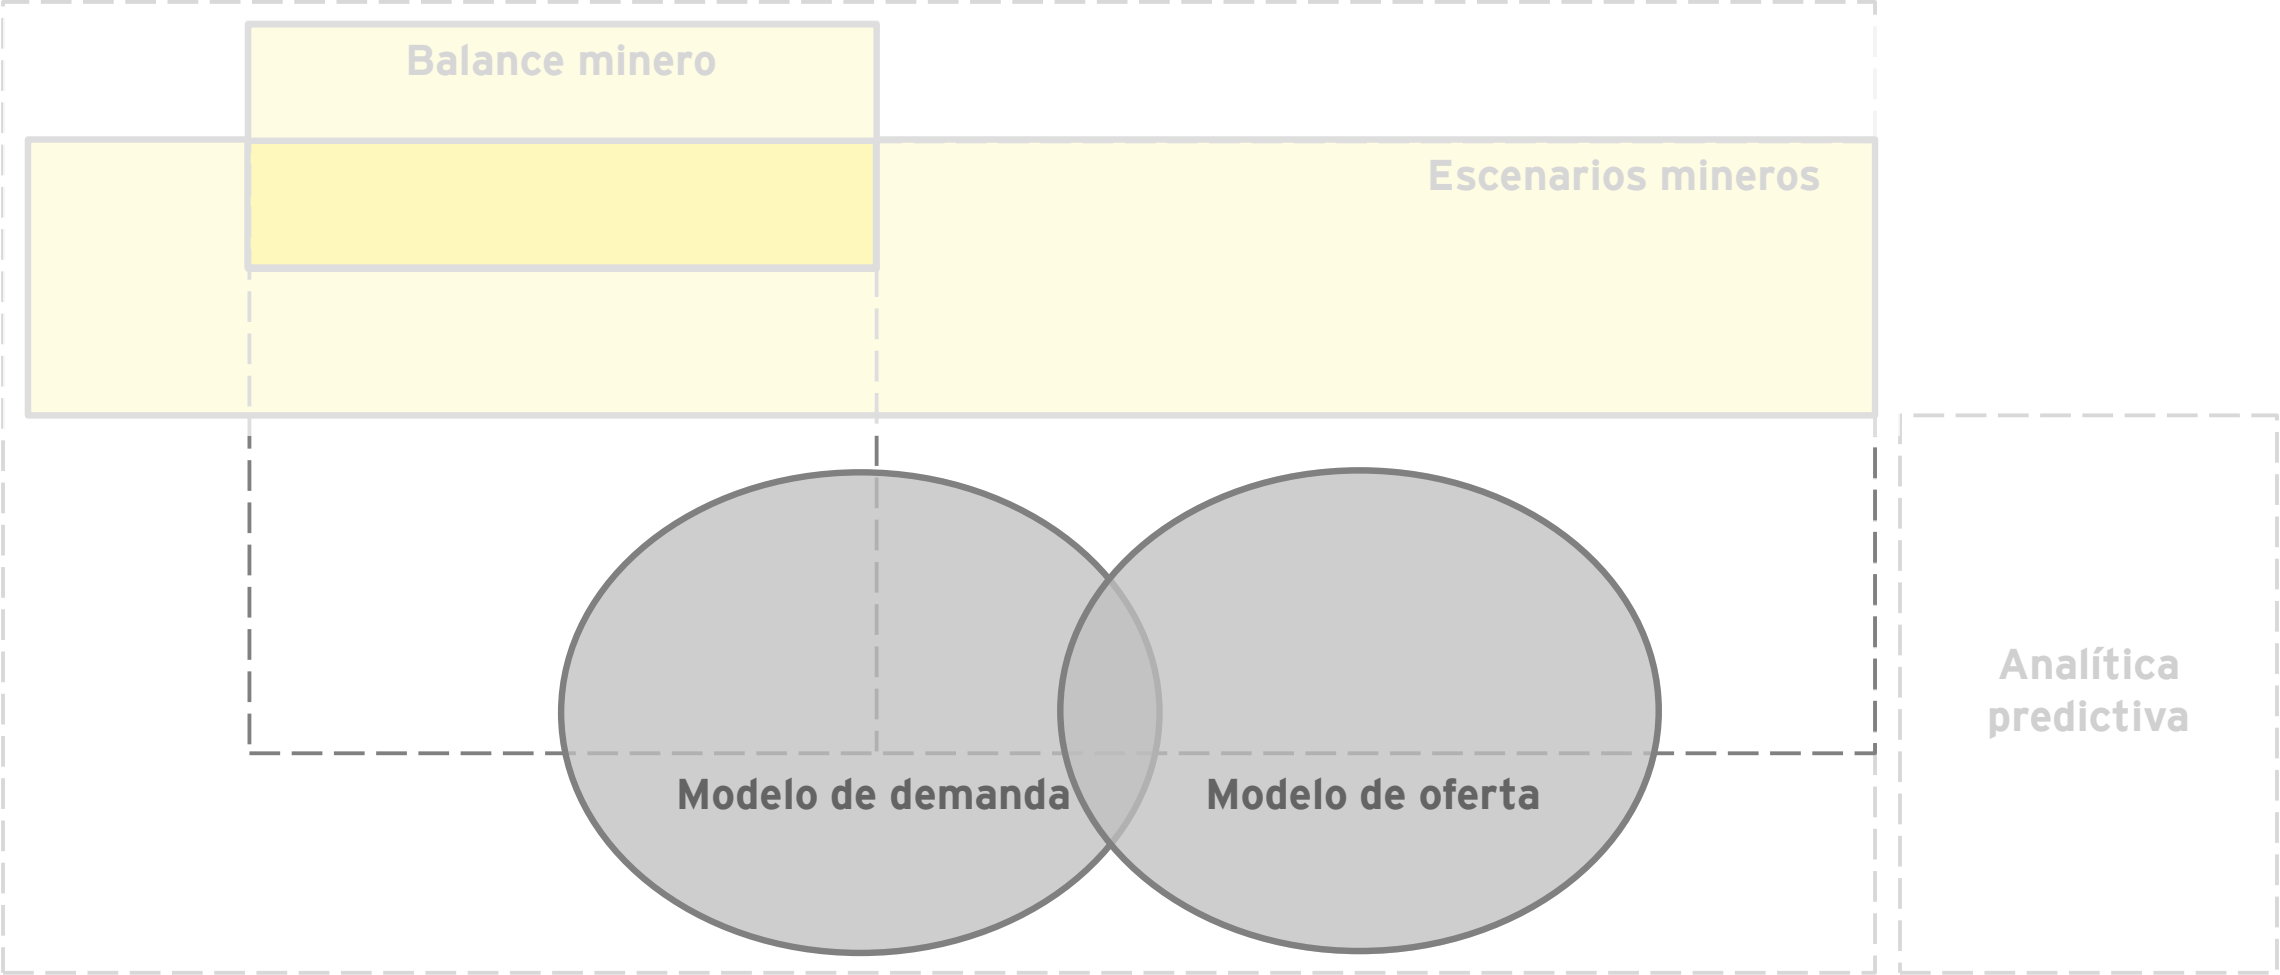 Balance minero
Escenarios mineros
Analítica
predictiva
Modelo de demanda
Modelo de oferta